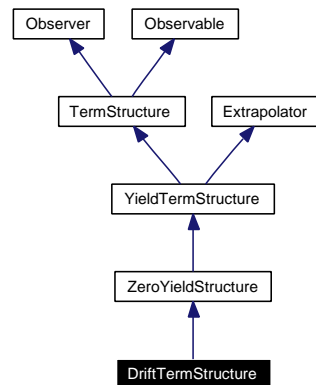 Observer
Observable
TermStructure
Extrapolator
YieldTermStructure
ZeroYieldStructure
DriftTermStructure